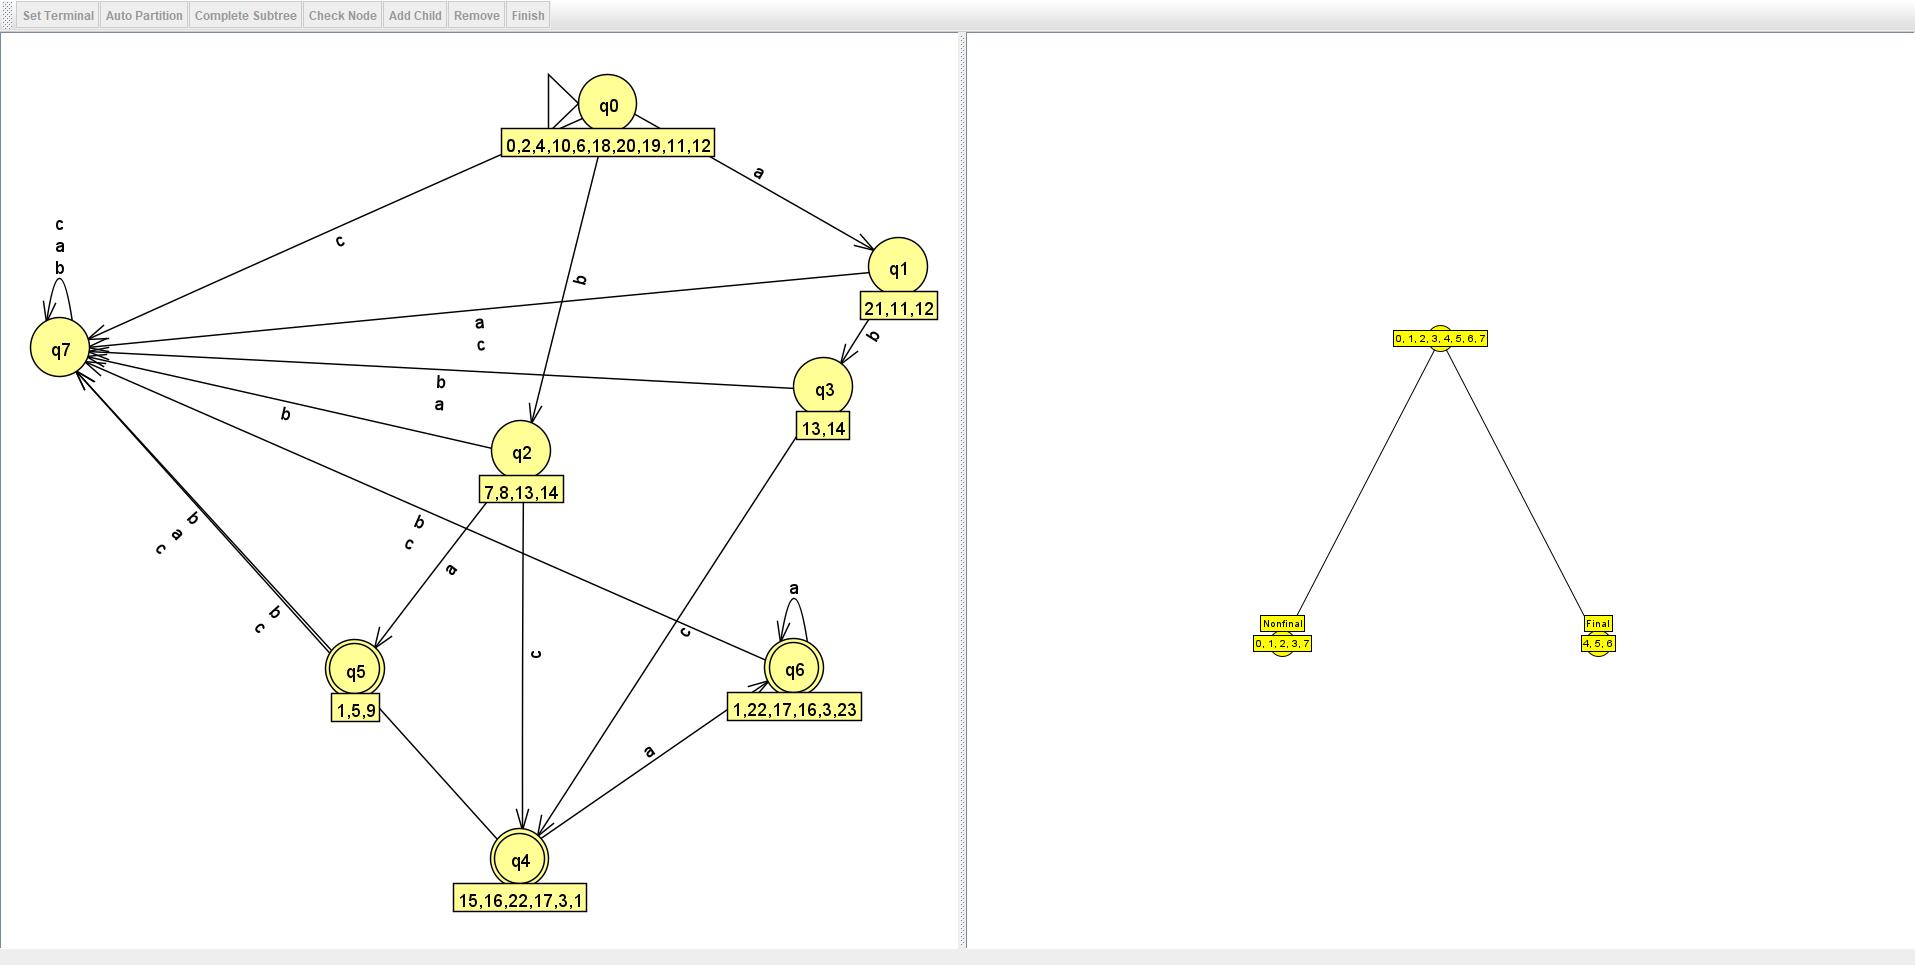 Set Terminal Auto Partition Complete Subtree Check Node Add Child Remove Finish
q0
0,2,4,10,6,18,20,19,11,12
a
c
a
b
c
b
q1
21,11,12
a
c
b
q7
b
a
q3
13,14
b
q2
7,8,13,14
b
c
b
a
c
a
b
c
c
c
a
q5
1,5,9
q6
1,22,17,16,3,23
a
q4
15,16,22,17,3,1
0, 1, 2, 3, 4, 5, 6, 7
Nonfinal
0, 1, 2, 3, 7
Final
4, 5, 6